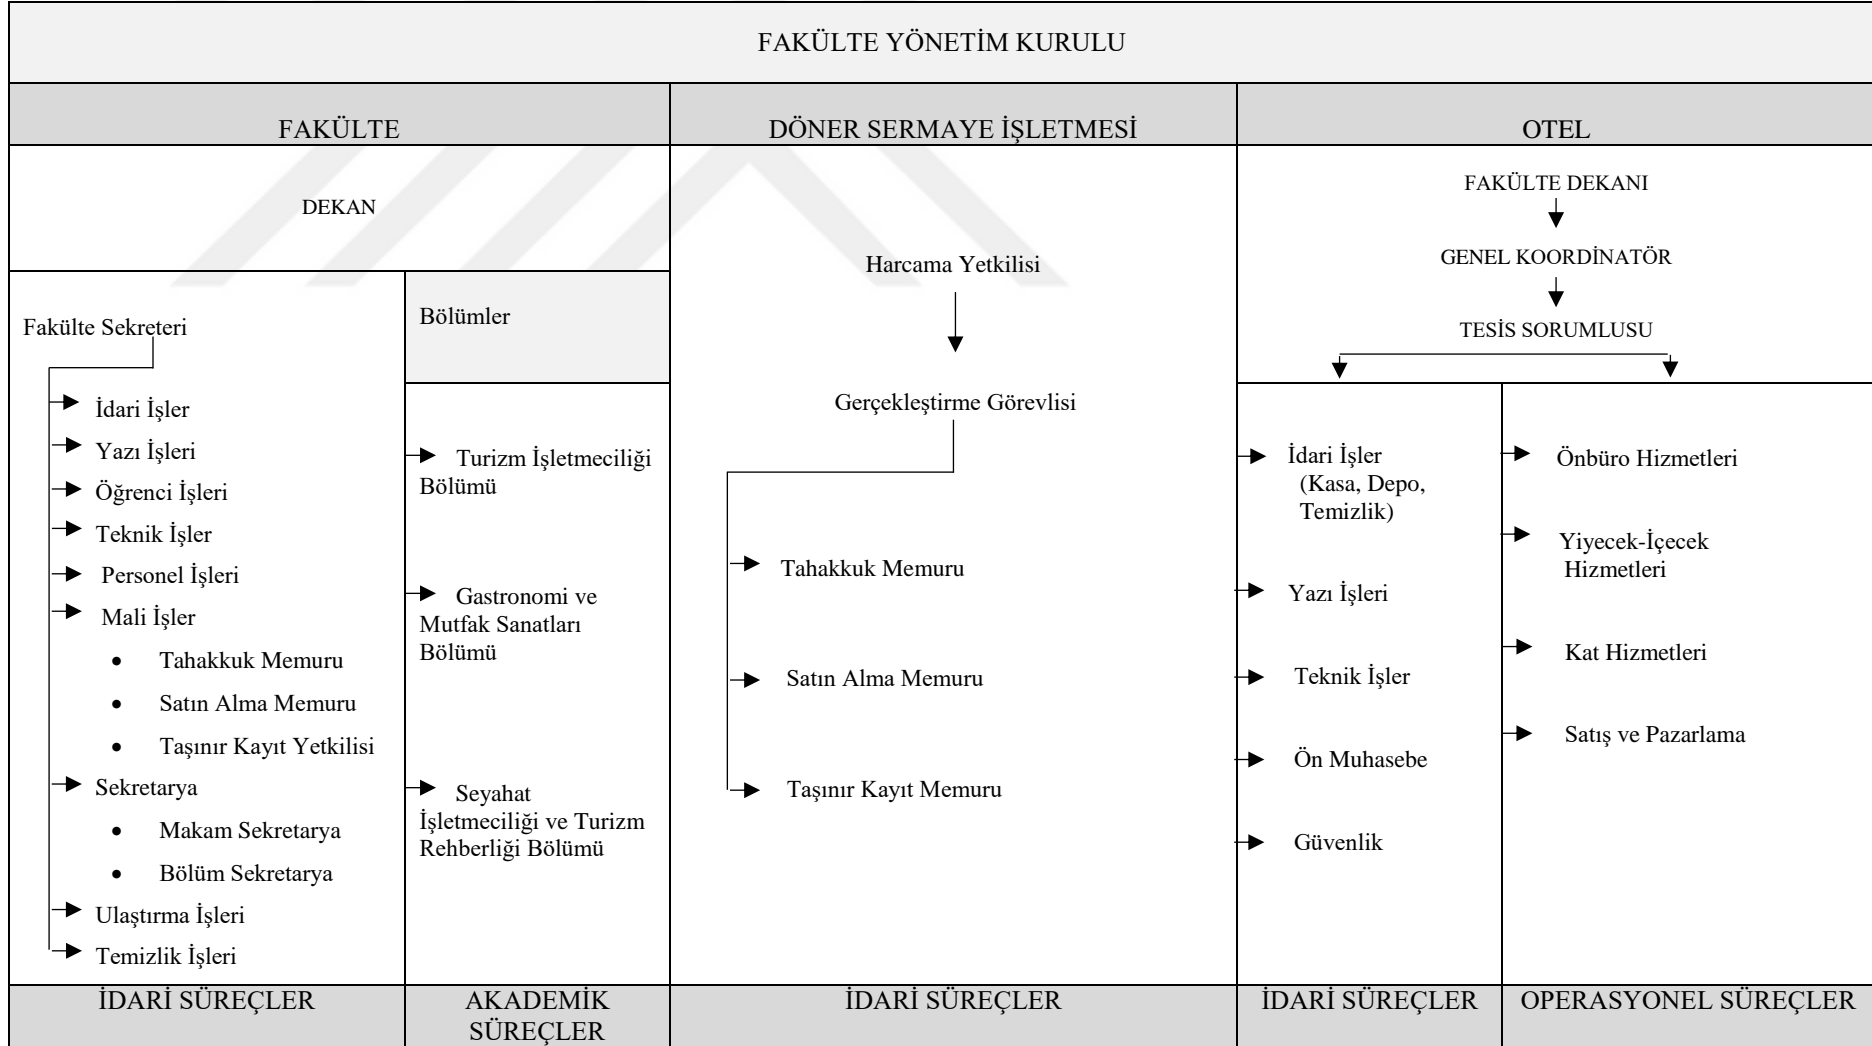 FAKÜLTE YÖNETİM KURULU
FAKÜLTE
DÖNER SERMAYE İŞLETMESİ
OTEL
DEKAN
Fakülte Sekreteri
İdari İşler
Yazı İşleri
Öğrenci İşleri
Teknik İşler
Personel İşleri
Mali İşler
• Tahakkuk Memuru
• Satın Alma Memuru
• Taşınır Kayıt Yetkilisi
Sekretarya
• Makam Sekretarya
• Bölüm Sekretarya
Ulaştırma İşleri
Temizlik İşleri
Bölümler
Turizm İşletmeciliği
Bölümü
Gastronomi ve
Mutfak Sanatları
Bölümü
Seyahat
İşletmeciliği ve Turizm
Rehberliği Bölümü
Harcama Yetkilisi
Gerçekleştirme Görevlisi
Tahakkuk Memuru
Satın Alma Memuru
Taşınır Kayıt Memuru
FAKÜLTE DEKANI
GENEL KOORDİNATÖR
TESİS SORUMLUSU
İdari İşler
(Kasa, Depo,
Temizlik)
Yazı İşleri
Teknik İşler
Ön Muhasebe
Güvenlik
Önbüro Hizmetleri
Yiyecek-İçecek
Hizmetleri
Kat Hizmetleri
Satış ve Pazarlama
İDARİ SÜREÇLER
AKADEMİK
SÜREÇLER
İDARİ SÜREÇLER
İDARİ SÜREÇLER
OPERASYONEL SÜREÇLER